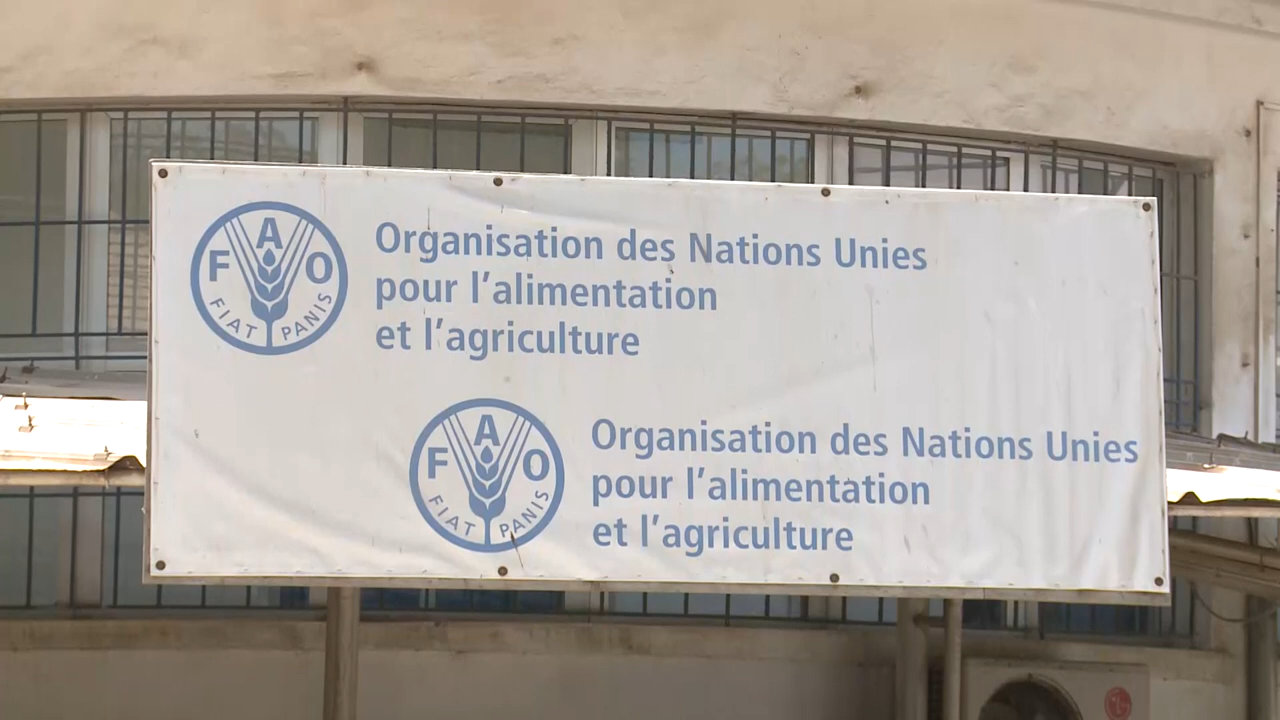 F A O
FIAT PANIS
Organisation des Nations Unies
pour l'alimentation
et l'agriculture
F A O
FIAT PANIS
Organisation des Nations Unies
pour l'alimentation
et l'agriculture
LG